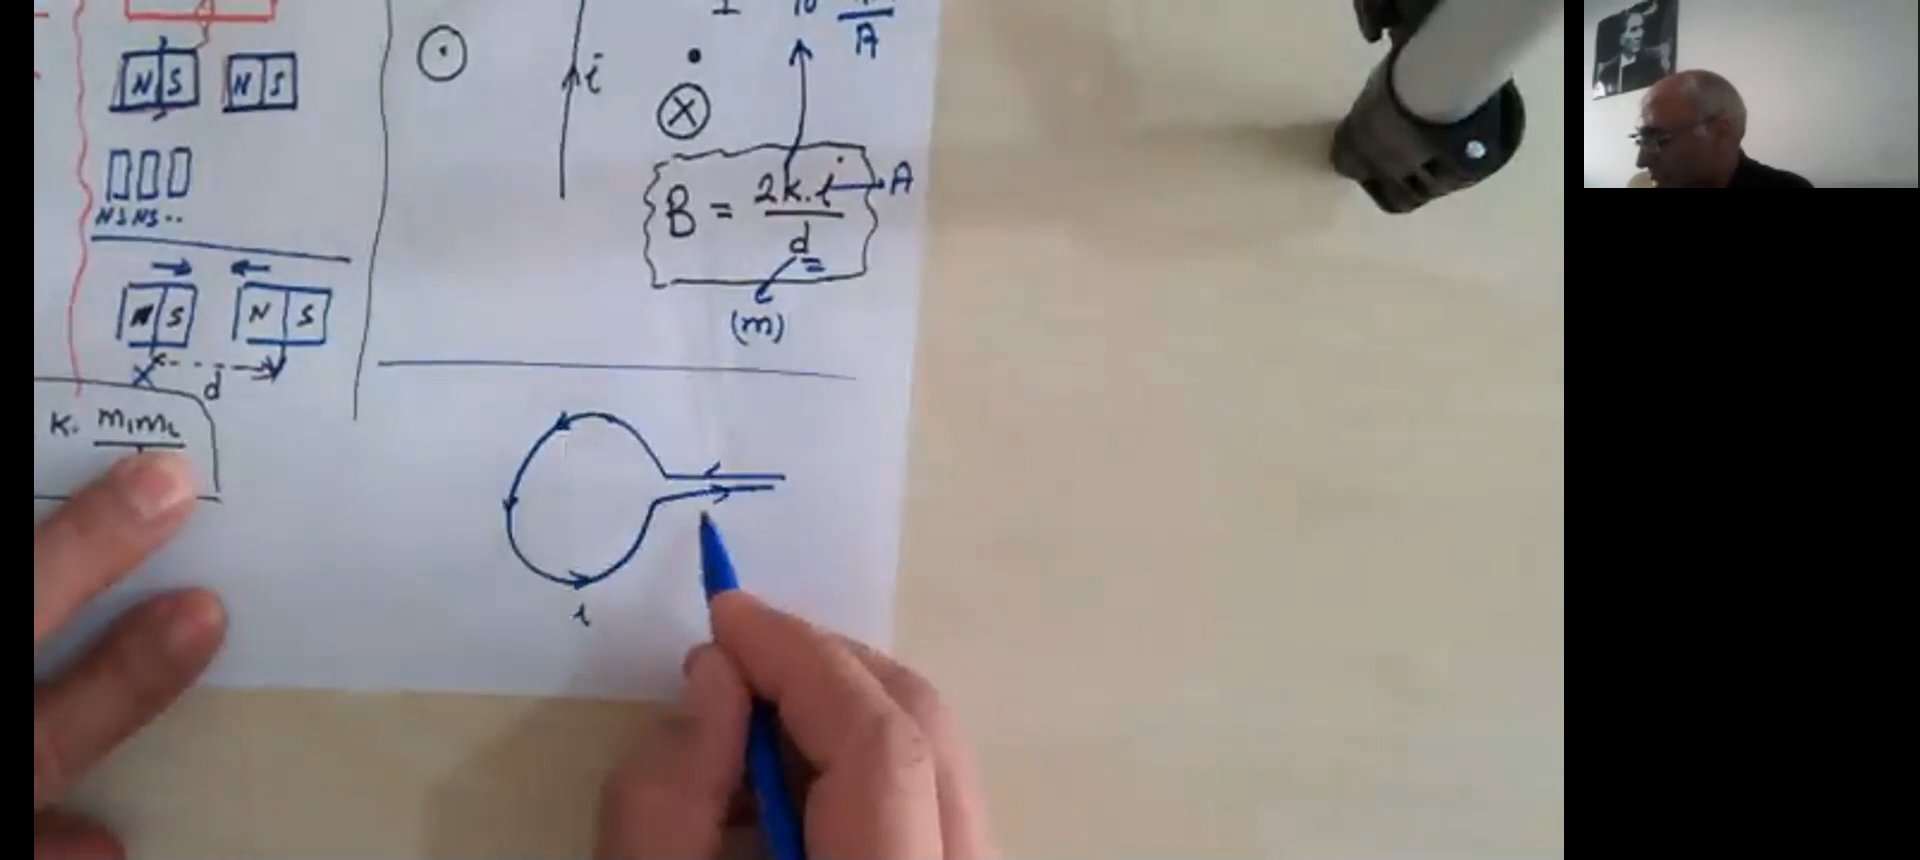 N S N S
NSNS..
N S N S
d
K. m₁m₂
i
A
X
B = 2k.i / d
A
(m)
i